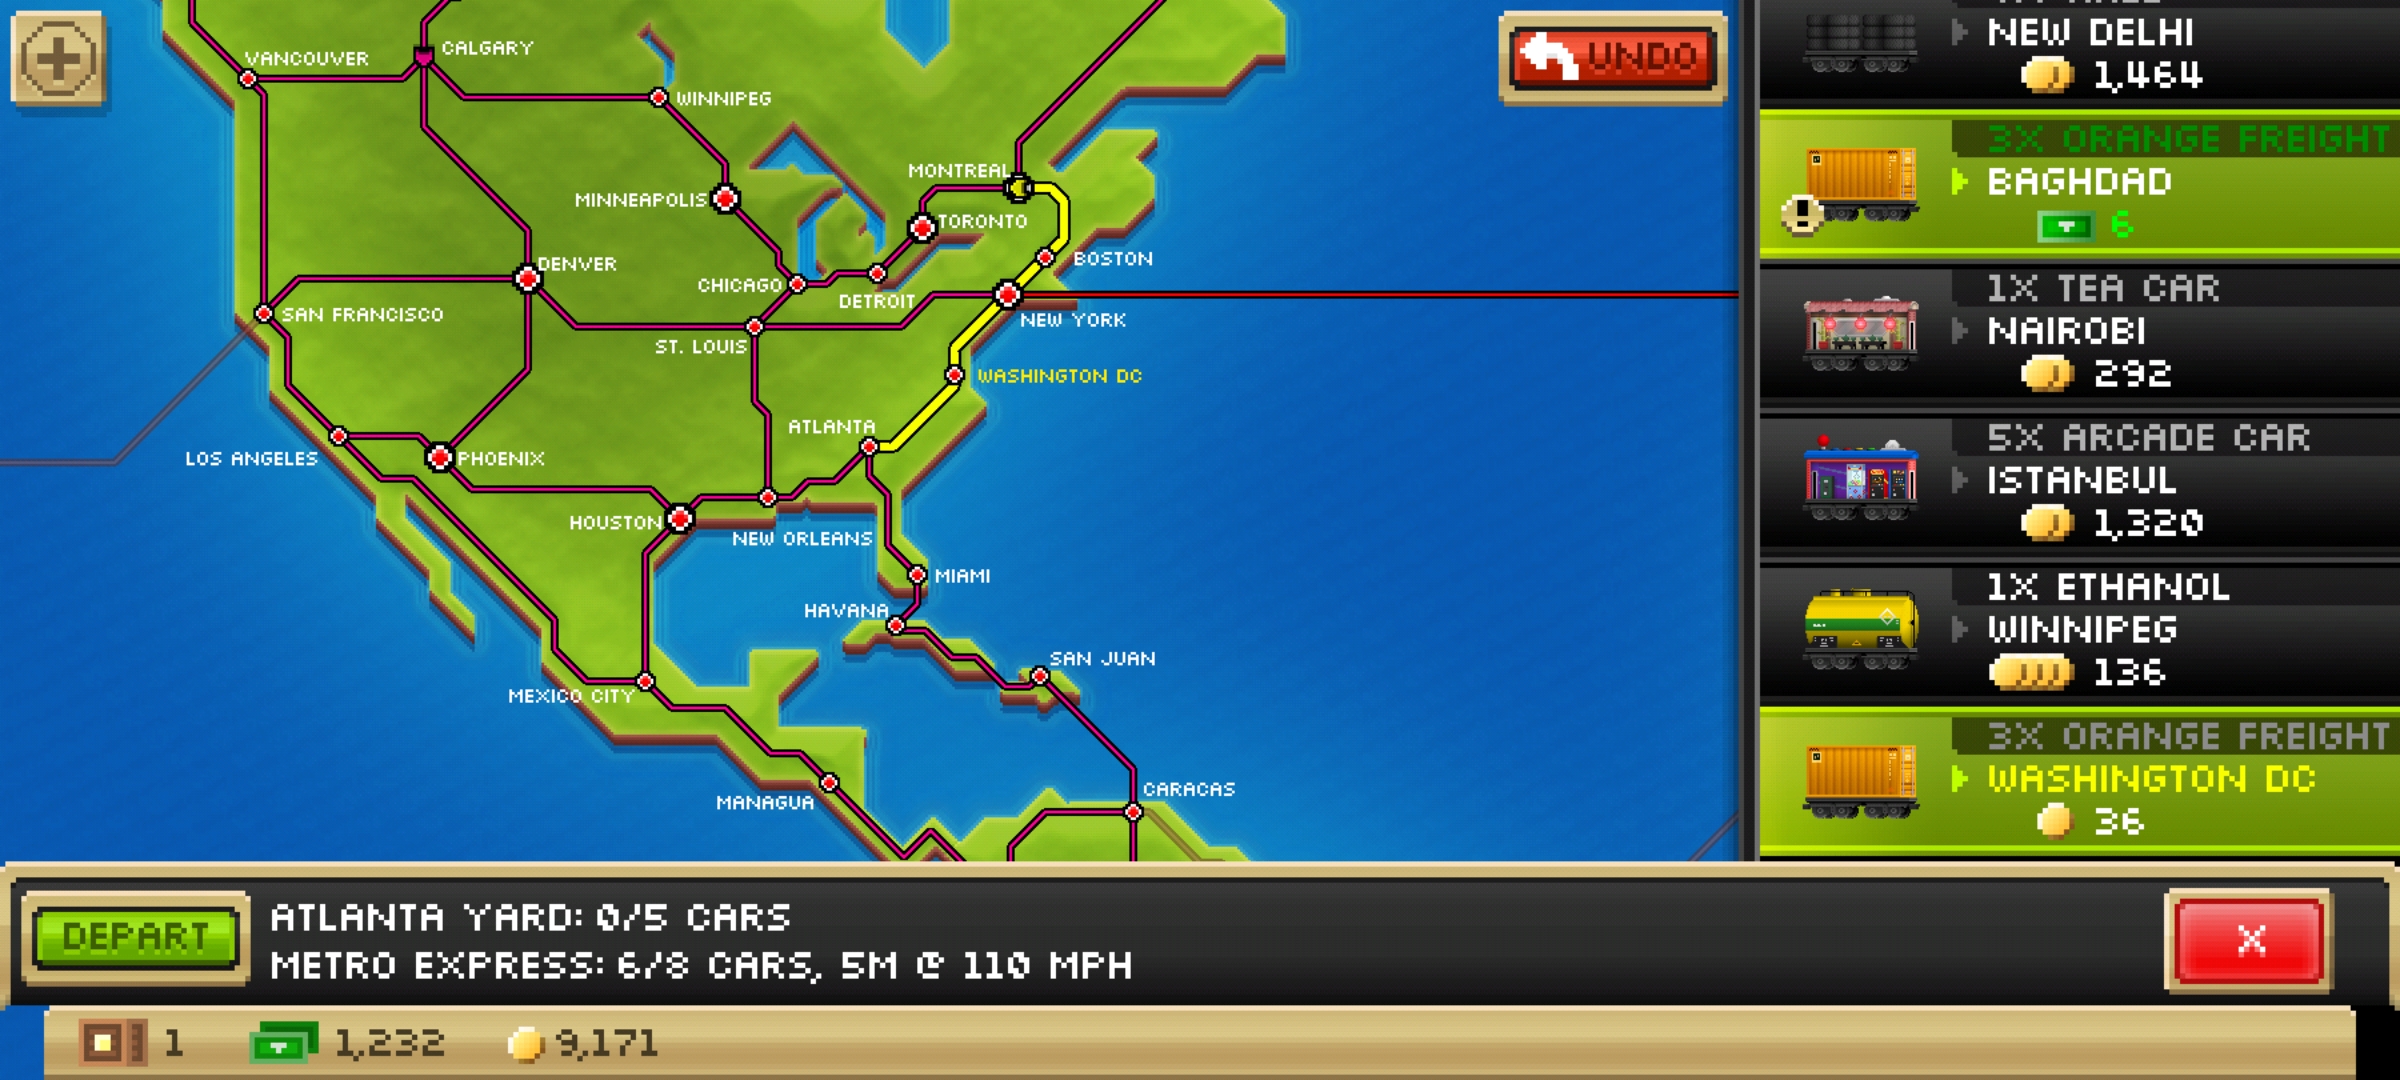 VANCOUVER
CALGARY
WINNIPEG
MINNEAPOLIS
MONTREAL
TORONTO
BOSTON
DENVER
CHICAGO
DETROIT
NEW YORK
SAN FRANCISCO
ST. LOUIS
WASHINGTON DC
ATLANTA
LOS ANGELES
PHOENIX
HOUSTON
NEW ORLEANS
MIAMI
HAVANA
SAN JUAN
MEXICO CITY
MANAGUA
CARACAS
UNDO
NEW DELHI
1,464
3X ORANGE FREIGHT
BAGHDAD
6
1X TEA CAR
NAIROBI
292
5X ARCADE CAR
ISTANBUL
1,320
1X ETHANOL
WINNIPEG
136
3X ORANGE FREIGHT
WASHINGTON DC
36
DEPART
ATLANTA YARD: 0/5 CARS
METRO EXPRESS: 6/8 CARS, 5M @ 110 MPH
X
1
1,232
9,171